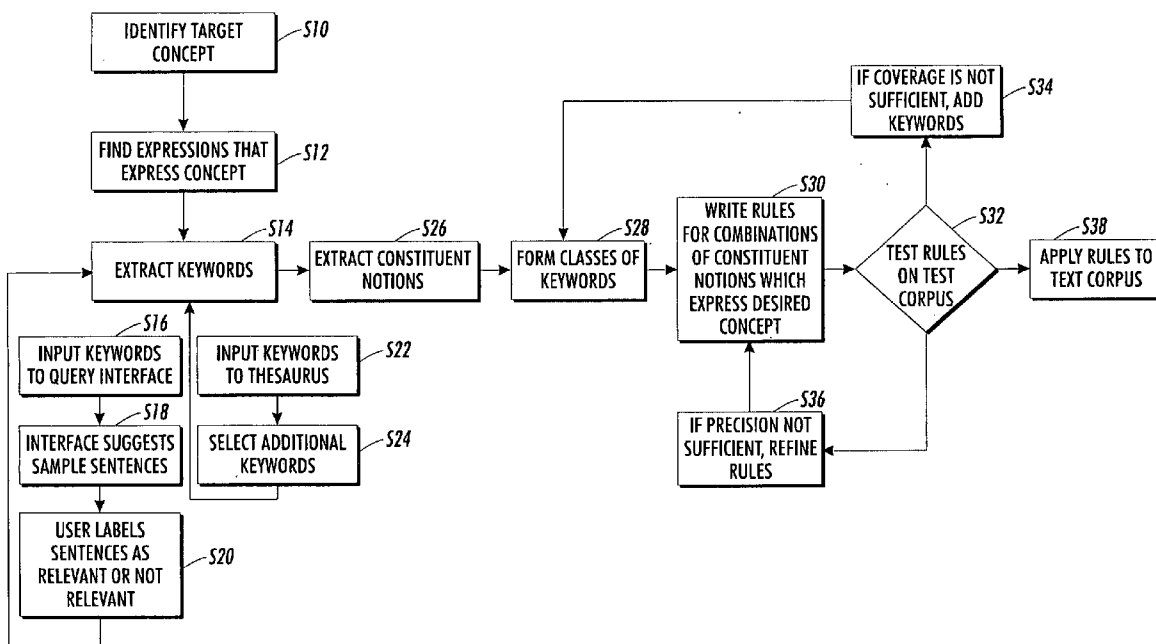 IDENTIFY TARGET
CONCEPT
S10
FIND EXPRESSIONS THAT
EXPRESS CONCEPT
S12
EXTRACT KEYWORDS
S14
INPUT KEYWORDS
TO QUERY INTERFACE
S16
INTERFACE SUGGESTS
SAMPLE SENTENCES
S18
USER LABELS
SENTENCES AS
RELEVANT OR NOT
RELEVANT
S20
INPUT KEYWORDS
TO THESAURUS
S22
SELECT ADDITIONAL
KEYWORDS
S24
EXTRACT CONSTITUENT
NOTIONS
S26
FORM CLASSES OF
KEYWORDS
S28
WRITE RULES
FOR COMBINATIONS
OF CONSTITUENT
NOTIONS WHICH
EXPRESS DESIRED
CONCEPT
S30
TEST RULES
ON TEST
CORPUS
S32
IF COVERAGE IS NOT
SUFFICIENT, ADD
KEYWORDS
S34
IF PRECISION NOT
SUFFICIENT, REFINE
RULES
S36
APPLY RULES TO
TEXT CORPUS
S38